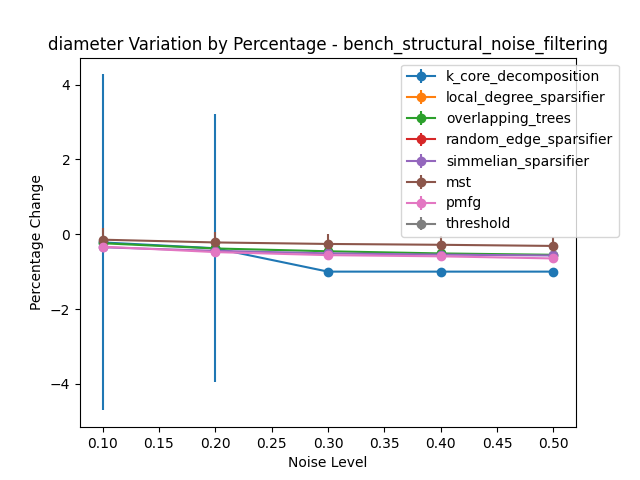 diameter Variation by Percentage - bench_structural_noise_filtering
k_core_decomposition
local_degree_sparsifier
overlapping_trees
random_edge_sparsifier
simmelian_sparsifier
mst
pmfg
threshold
Percentage Change
4
2
0
−2
−4
0.10 0.15 0.20 0.25 0.30 0.35 0.40 0.45 0.50
Noise Level